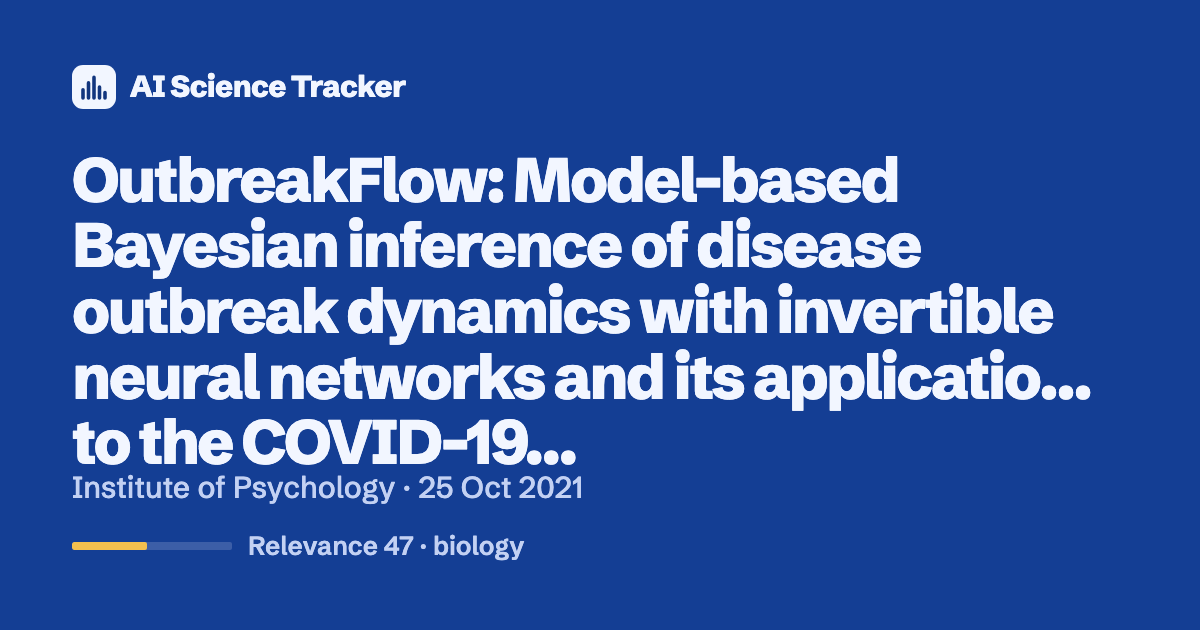 AI Science Tracker
OutbreakFlow: Model-based
Bayesian inference of disease
outbreak dynamics with invertible
neural networks and its applicatio...
to the COVID-19...
Institute of Psychology · 25 Oct 2021
Relevance 47 · biology